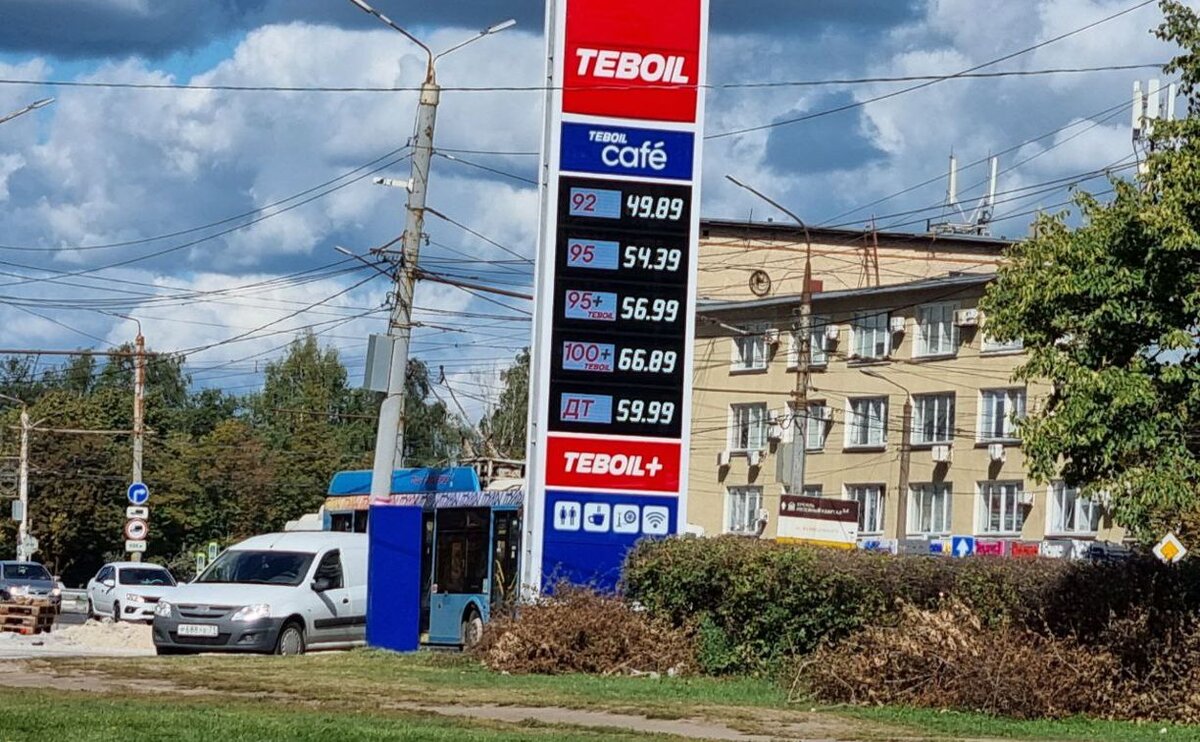 TEBOIL
TEBOIL
café
92 49.89
95 54.39
95+ TEBOIL 56.99
100+ TEBOIL 66.89
ДТ 59.99
TEBOIL+